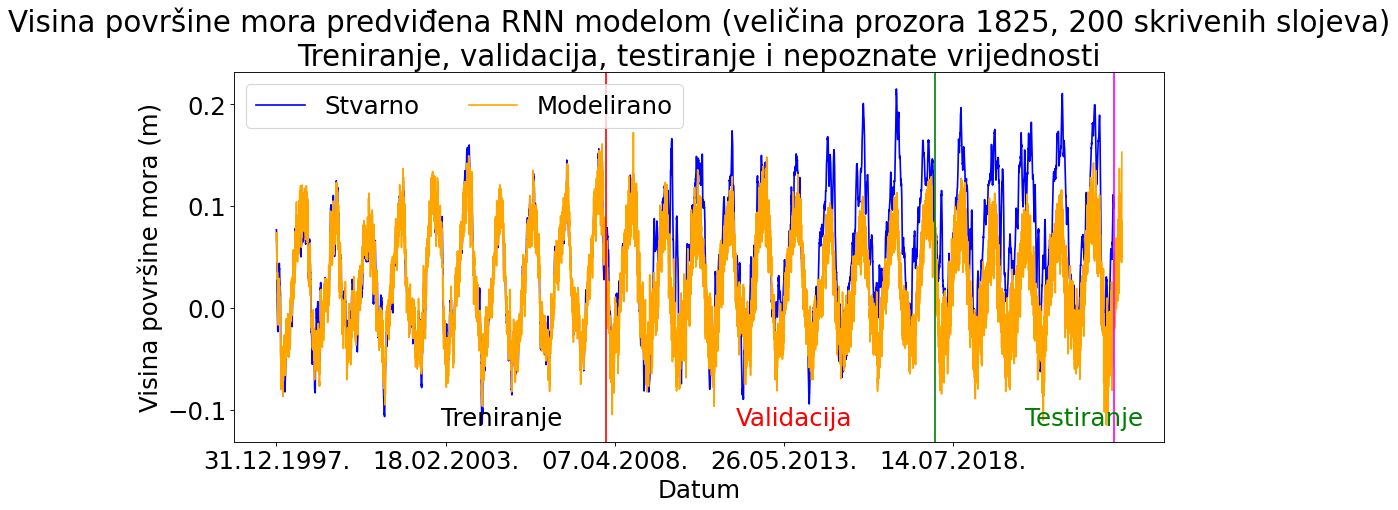 Visina površine mora predviđena RNN modelom (veličina prozora 1825, 200 skrivenih slojeva)
Treniranje, validacija, testiranje i nepoznate vrijednosti
Stvarno
Modelirano
Visina površine mora (m)
0.2
0.1
0.0
−0.1
Treniranje
Validacija
Testiranje
31.12.1997.
18.02.2003.
07.04.2008.
26.05.2013.
14.07.2018.
Datum